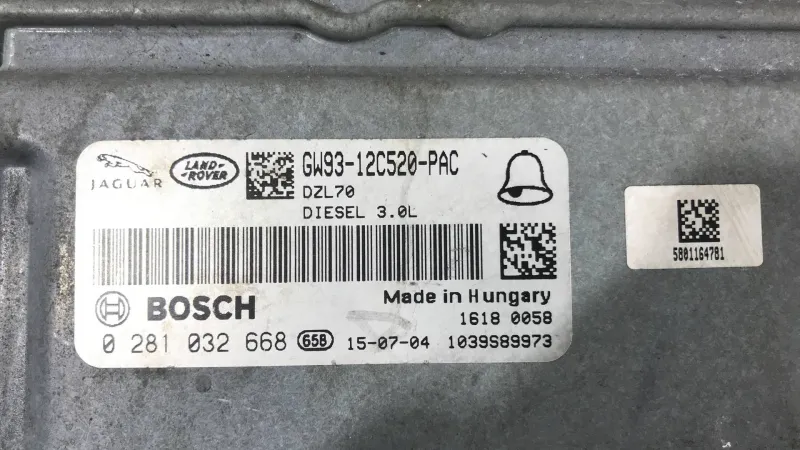 JAGUAR
LAND-
ROVER
GW93-12C520-PAC
DZL70
DIESEL 3.0L
BOSCH
Made in Hungary
1618 0058
0 281 032 668 658 15-07-04 1039S89973
5801164781